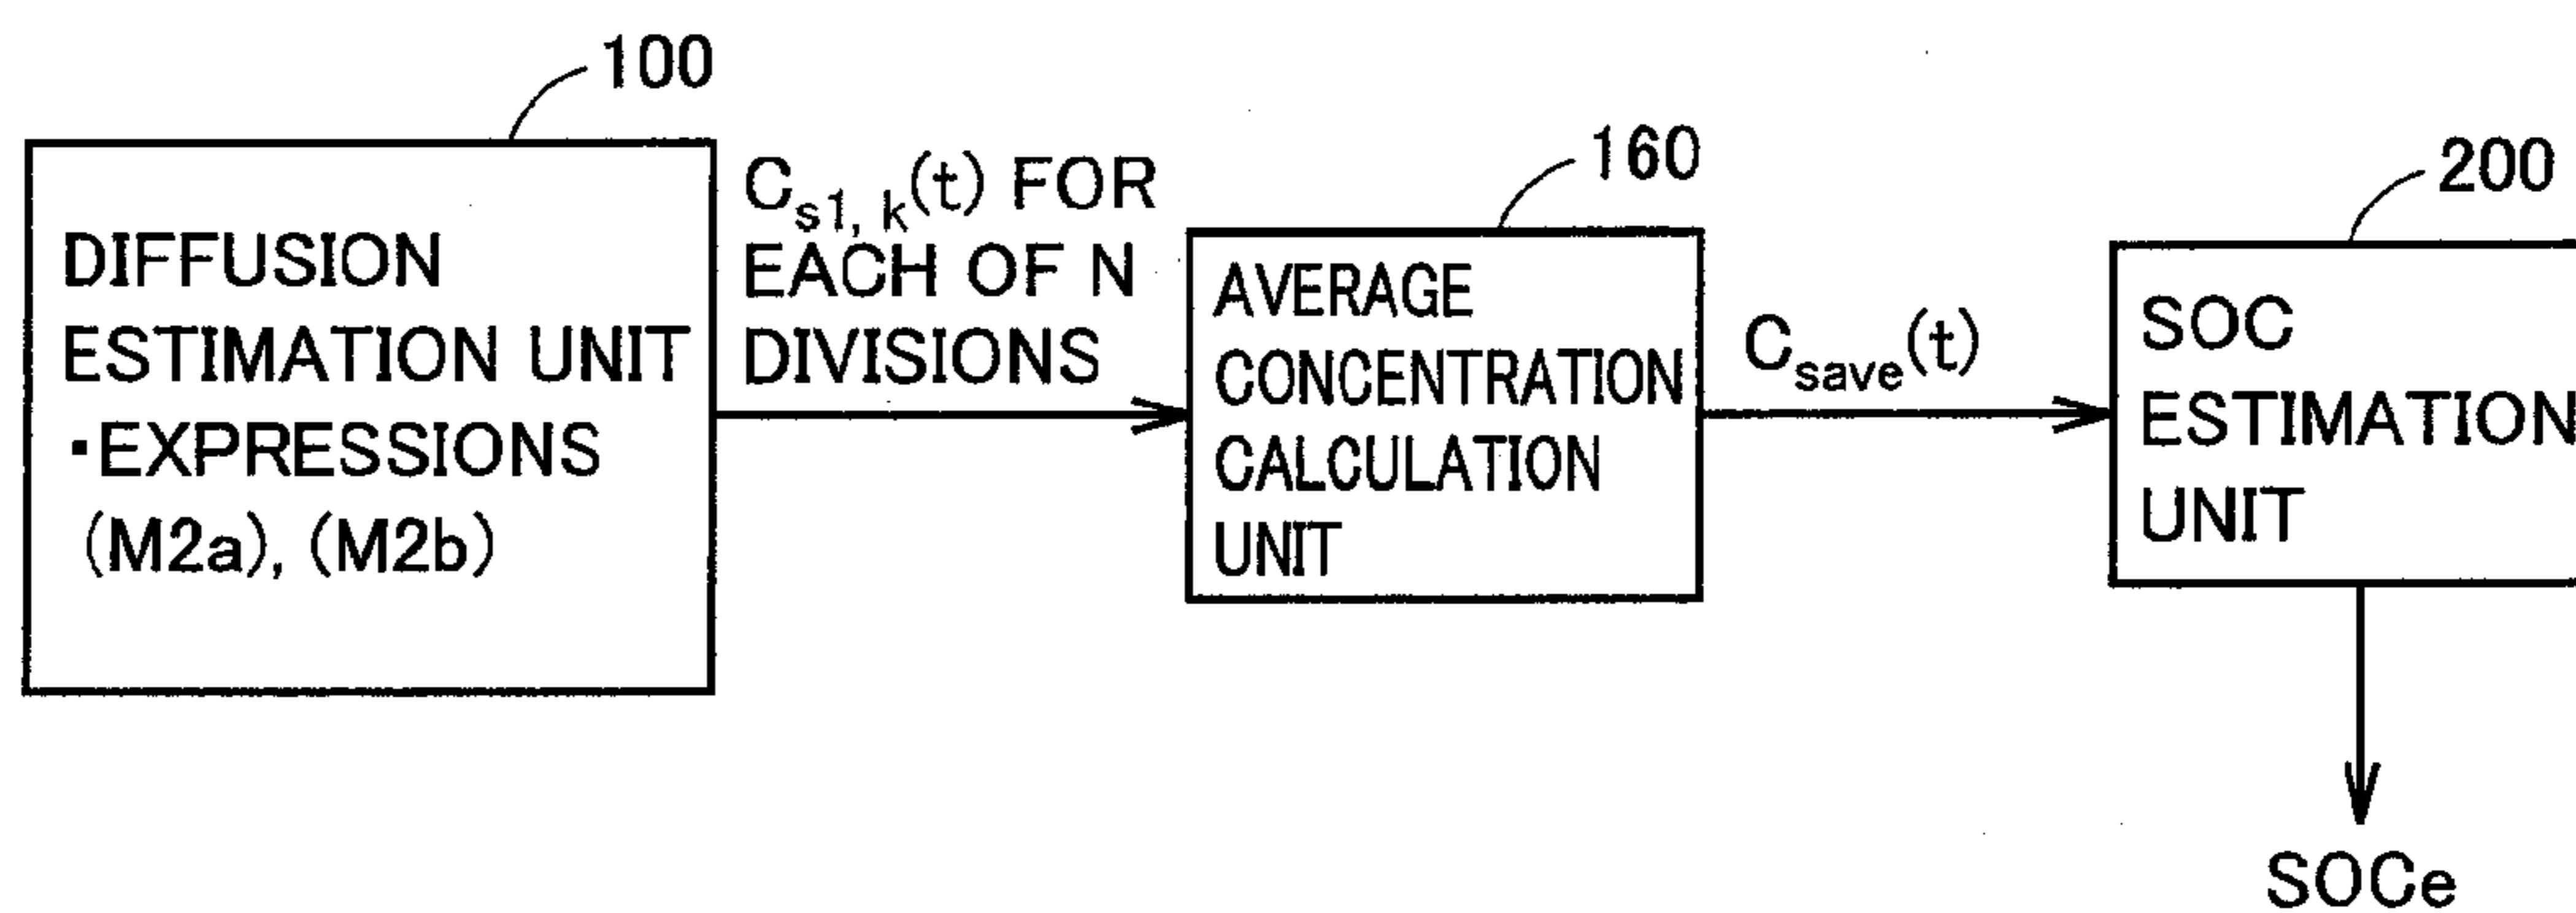 100
DIFFUSION
ESTIMATION UNIT
・EXPRESSIONS
(M2a), (M2b)
Cs1, k(t) FOR
EACH OF N
DIVISIONS
160
AVERAGE
CONCENTRATION
CALCULATION
UNIT
Csave(t)
200
SOC
ESTIMATION
UNIT
SOCe